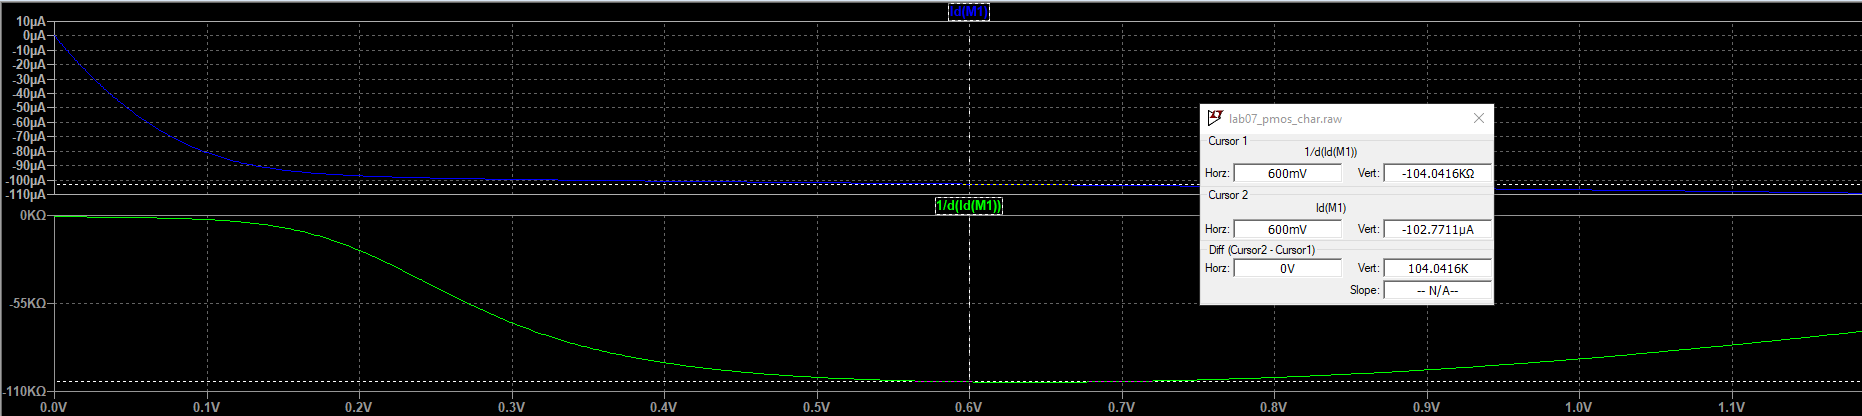 Id(M1)
10µA
0µA
-10µA
-20µA
-30µA
-40µA
-50µA
-60µA
-70µA
-80µA
-90µA
-100µA
-110µA
1/d(Id(M1))
0KΩ
-55KΩ
-110KΩ
0.0V 0.1V 0.2V 0.3V 0.4V 0.5V 0.6V 0.7V 0.8V 0.9V 1.0V 1.1V
lab07_pmos_char.raw
Cursor 1
1/d(Id(M1))
Horz: 600mV Vert: -104.0416KΩ
Cursor 2
Id(M1)
Horz: 600mV Vert: -102.7711µA
Diff (Cursor2 - Cursor1)
Horz: 0V Vert: 104.0416K
Slope: -- N/A--